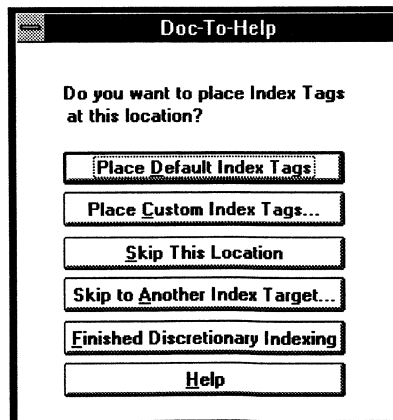 Doc-To-Help
Do you want to place Index Tags
at this location?
Place Default Index Tags
Place Custom Index Tags...
Skip This Location
Skip to Another Index Target...
Finished Discretionary Indexing
Help